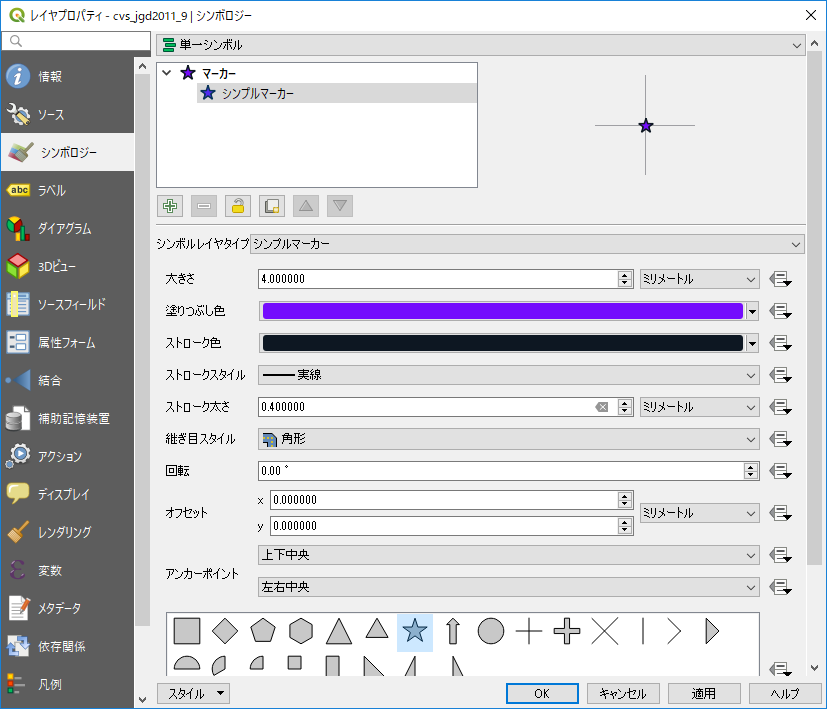 レイヤプロパティ - cvs_jgd2011_9 | シンボロジー
情報
ソース
シンボロジー
abc ラベル
ダイアグラム
3Dビュー
ソースフィールド
属性フォーム
結合
補助記憶装置
アクション
ディスプレイ
レンダリング
変数
メタデータ
依存関係
凡例
単一シンボル
マーカー
シンプルマーカー
シンボルレイヤタイプ シンプルマーカー
大きさ 4.000000 ミリメートル
塗りつぶし色
ストローク色
ストロークスタイル 実線
ストローク太さ 0.400000 ミリメートル
継ぎ目スタイル 角形
回転 0.00 °
オフセット x 0.000000 ミリメートル
y 0.000000
アンカーポイント 上下中央
左右中央
スタイル OK キャンセル 適用 ヘルプ